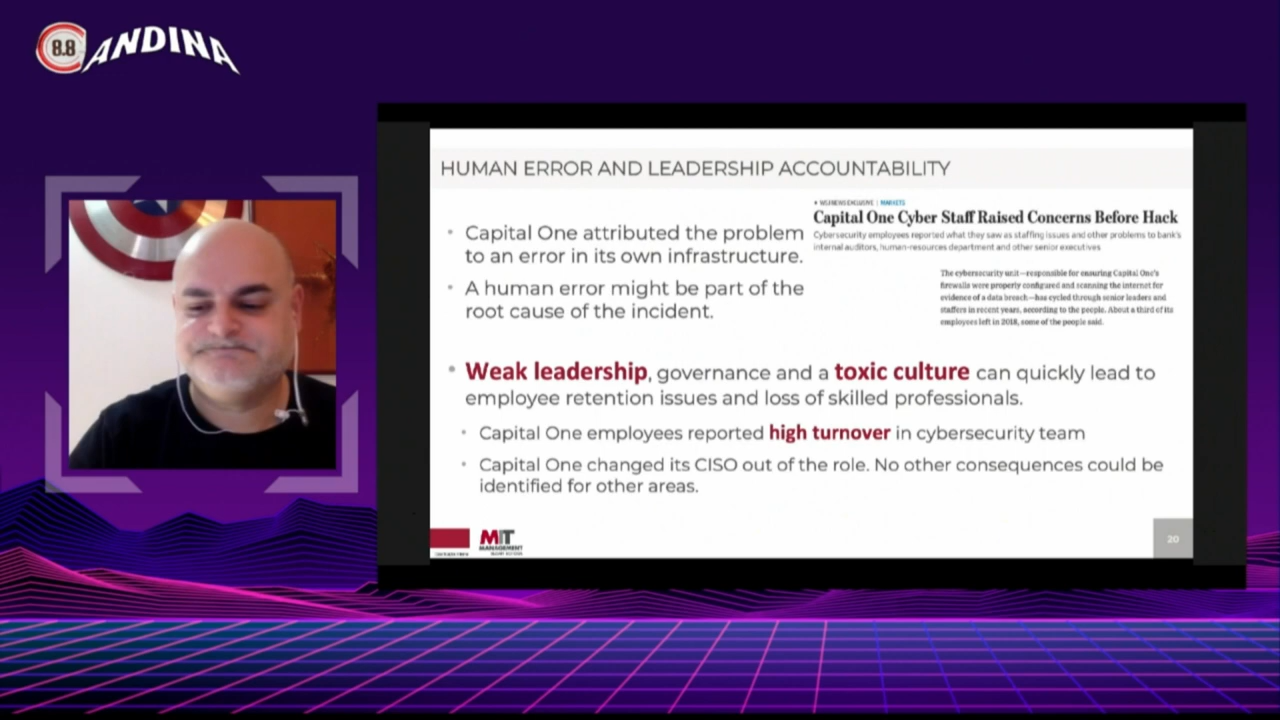 8.8 ANDINA
HUMAN ERROR AND LEADERSHIP ACCOUNTABILITY
• Capital One attributed the problem
to an error in its own infrastructure.
• A human error might be part of the
root cause of the incident.
WSJ NEWS EXCLUSIVE | MARKETS
Capital One Cyber Staff Raised Concerns Before Hack
Cybersecurity employees reported what they saw as staffing issues and other problems to bank's
internal auditors, human-resources department and other senior executives
The cybersecurity unit—responsible for ensuring Capital One's
firewalls were properly configured and scanning the internet for
evidence of a data breach—has cycled through senior leaders and
staffers in recent years, according to the people. About a third of its
employees left in 2018, some of the people said.
• Weak leadership, governance and a toxic culture can quickly lead to
employee retention issues and loss of skilled professionals.
• Capital One employees reported high turnover in cybersecurity team
• Capital One changed its CISO out of the role. No other consequences could be
identified for other areas.
MIT
MANAGEMENT
20